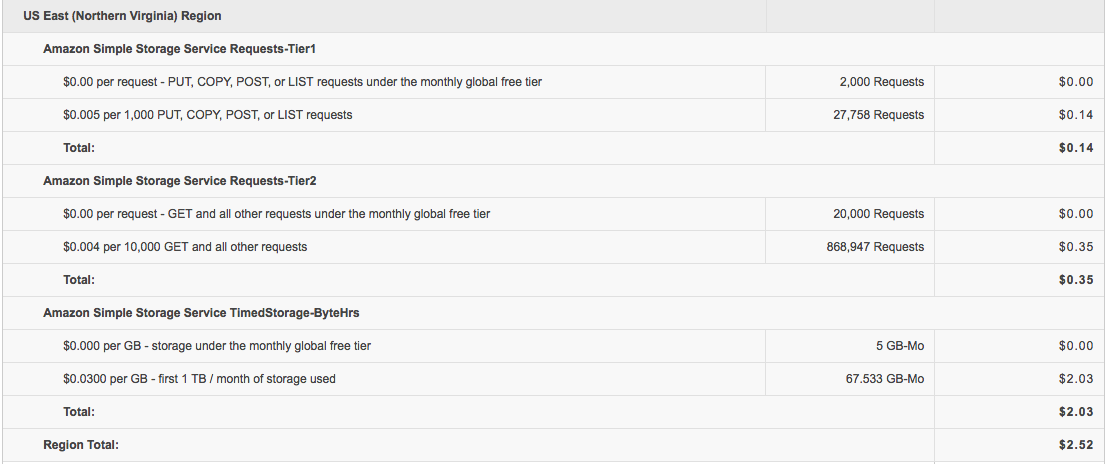 US East (Northern Virginia) Region
Amazon Simple Storage Service Requests-Tier1
$0.00 per request - PUT, COPY, POST, or LIST requests under the monthly global free tier 2,000 Requests $0.00
$0.005 per 1,000 PUT, COPY, POST, or LIST requests 27,758 Requests $0.14
Total: $0.14
Amazon Simple Storage Service Requests-Tier2
$0.00 per request - GET and all other requests under the monthly global free tier 20,000 Requests $0.00
$0.004 per 10,000 GET and all other requests 868,947 Requests $0.35
Total: $0.35
Amazon Simple Storage Service TimedStorage-ByteHrs
$0.000 per GB - storage under the monthly global free tier 5 GB-Mo $0.00
$0.0300 per GB - first 1 TB / month of storage used 67.533 GB-Mo $2.03
Total: $2.03
Region Total: $2.52